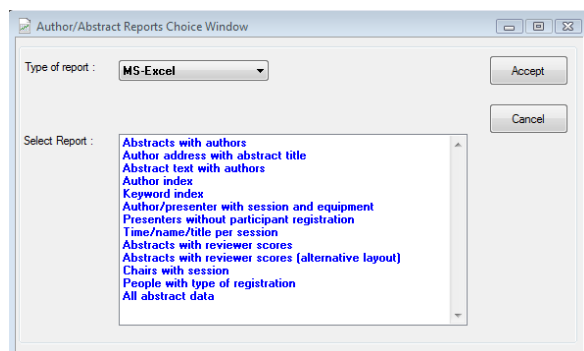 Author/Abstract Reports Choice Window
Type of report :
MS-Excel
Accept
Cancel
Select Report :
Abstracts with authors
Author address with abstract title
Abstract text with authors
Author index
Keyword index
Author/presenter with session and equipment
Presenters without participant registration
Time/name/title per session
Abstracts with reviewer scores
Abstracts with reviewer scores (alternative layout)
Chairs with session
People with type of registration
All abstract data